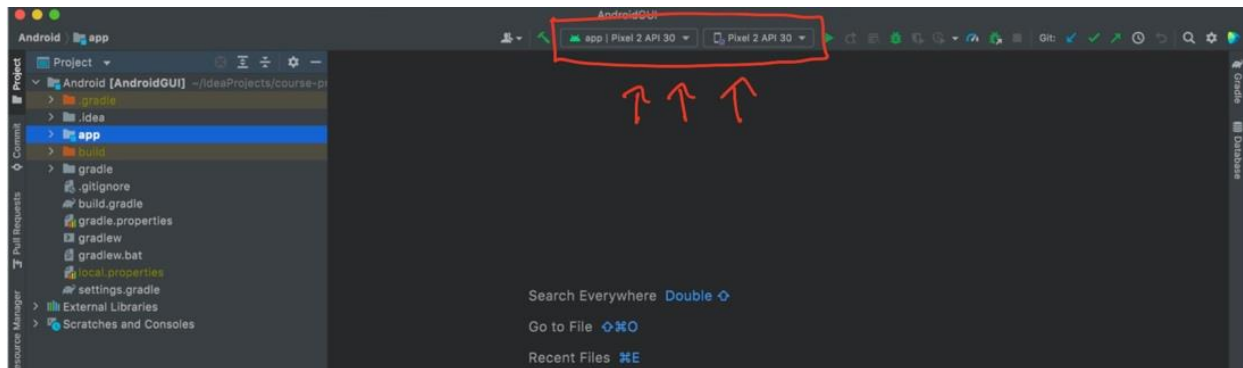 AndroidGUI
Android
app
app | Pixel 2 API 30
Pixel 2 API 30
Git:
Project
Project
Android [AndroidGUI] ~/IdeaProjects/course-pr
.gradle
.idea
app
build
gradle
.gitignore
build.gradle
gradle.properties
gradlew
gradlew.bat
local.properties
settings.gradle
External Libraries
Scratches and Consoles
Commit
Pull Requests
esource Manager
Gradle
Database
Search Everywhere Double ⇧
Go to File ⇧⌘O
Recent Files ⌘E